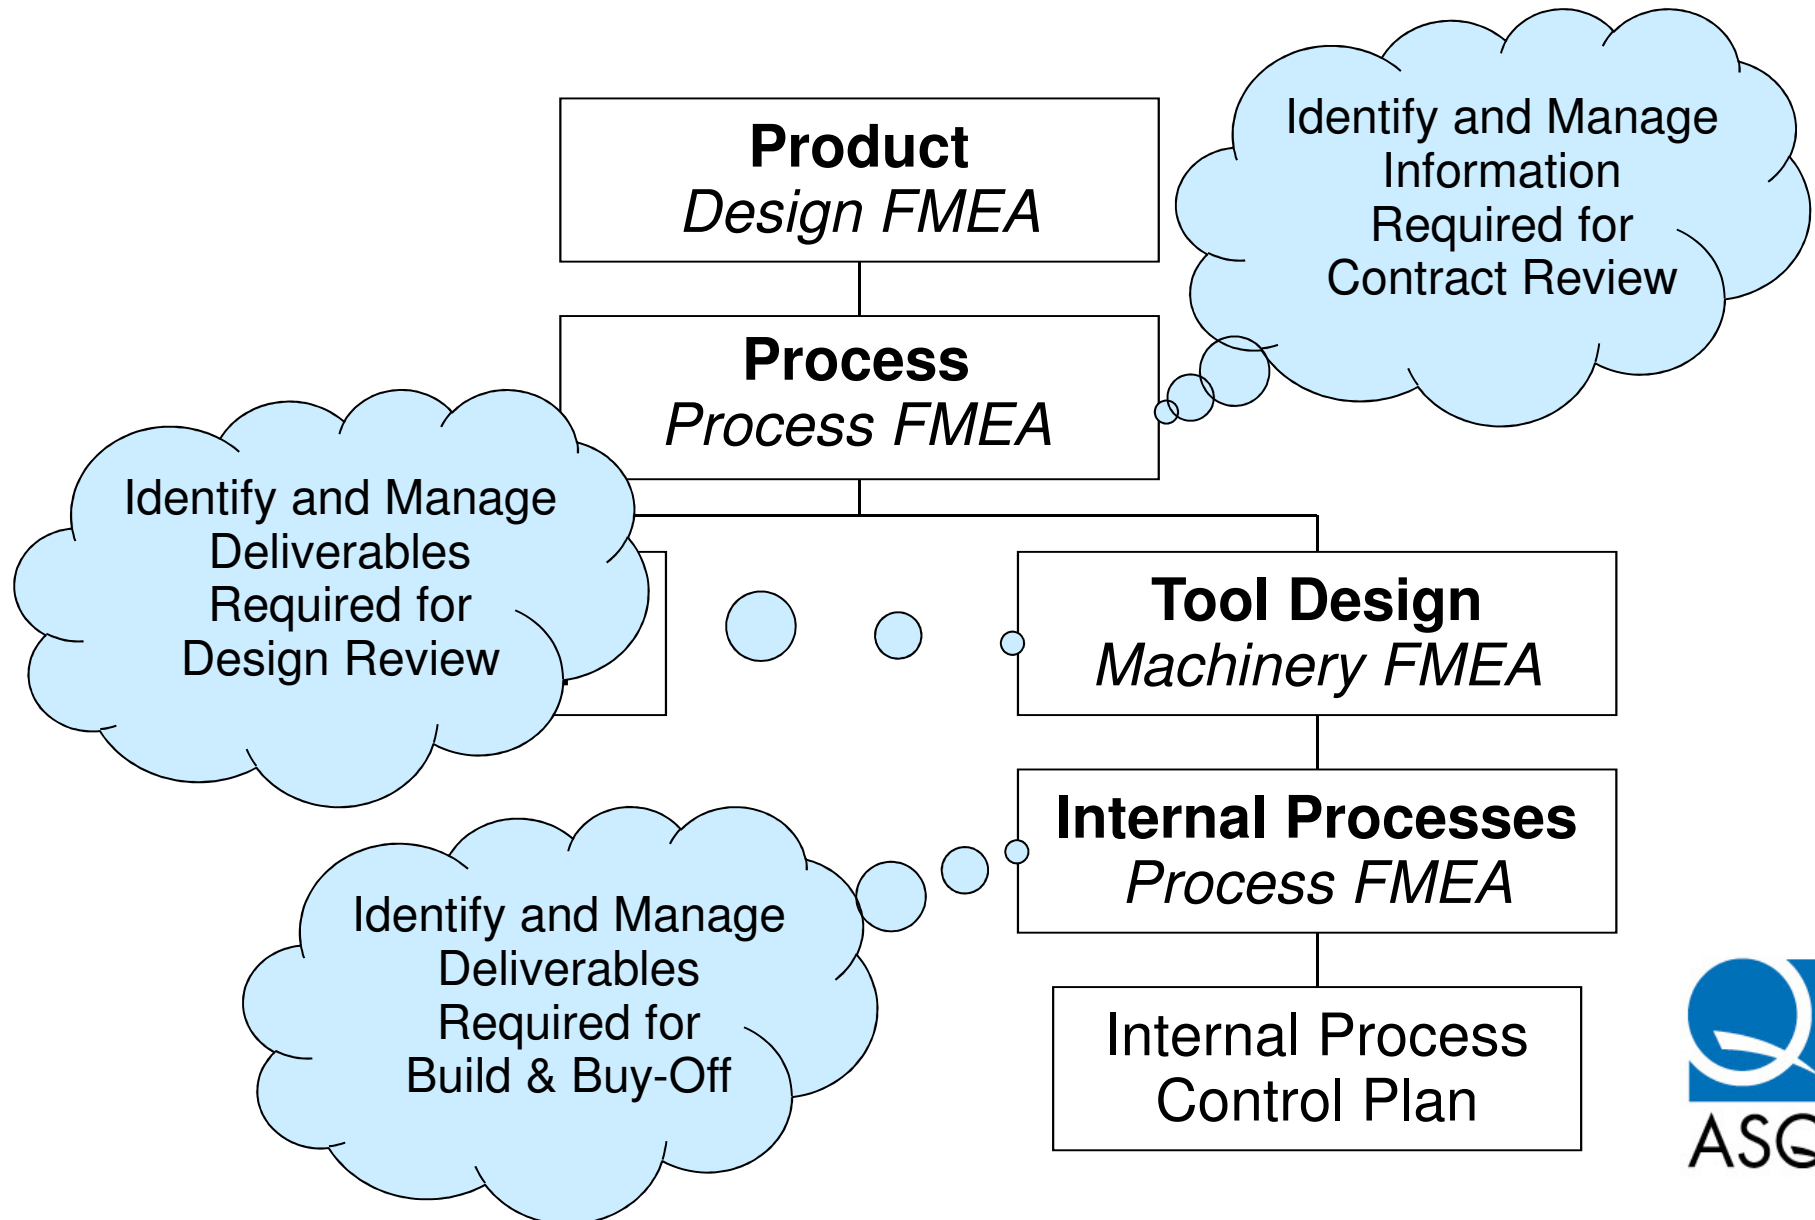 Product
Design FMEA
Identify and Manage
Information
Required for
Contract Review
Process
Process FMEA
Identify and Manage
Deliverables
Required for
Design Review
Tool Design
Machinery FMEA
Internal Processes
Process FMEA
Identify and Manage
Deliverables
Required for
Build & Buy-Off
Internal Process
Control Plan
ASQ